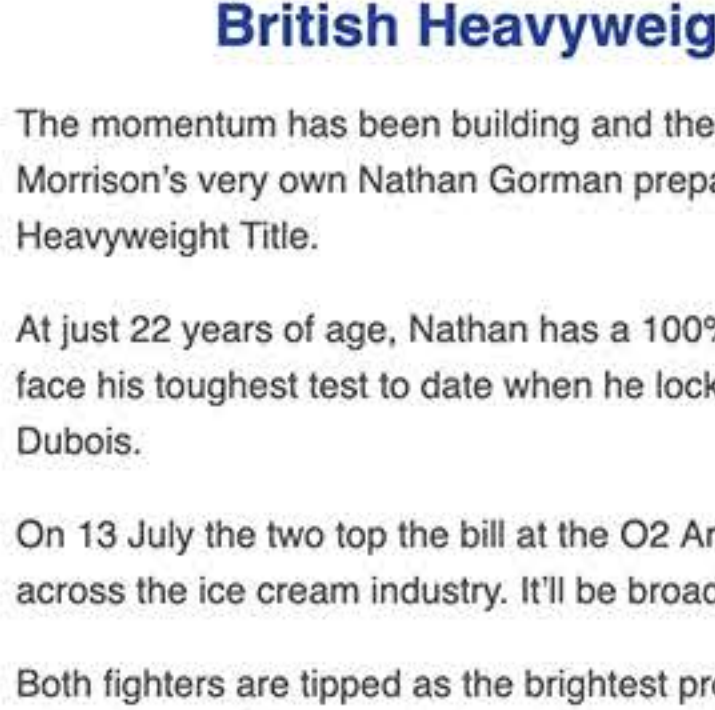 British Heavyweig
The momentum has been building and the
Morrison's very own Nathan Gorman prepa
Heavyweight Title.
At just 22 years of age, Nathan has a 100%
face his toughest test to date when he lock
Dubois.
On 13 July the two top the bill at the O2 Ar
across the ice cream industry. It'll be broad
Both fighters are tipped as the brightest pr